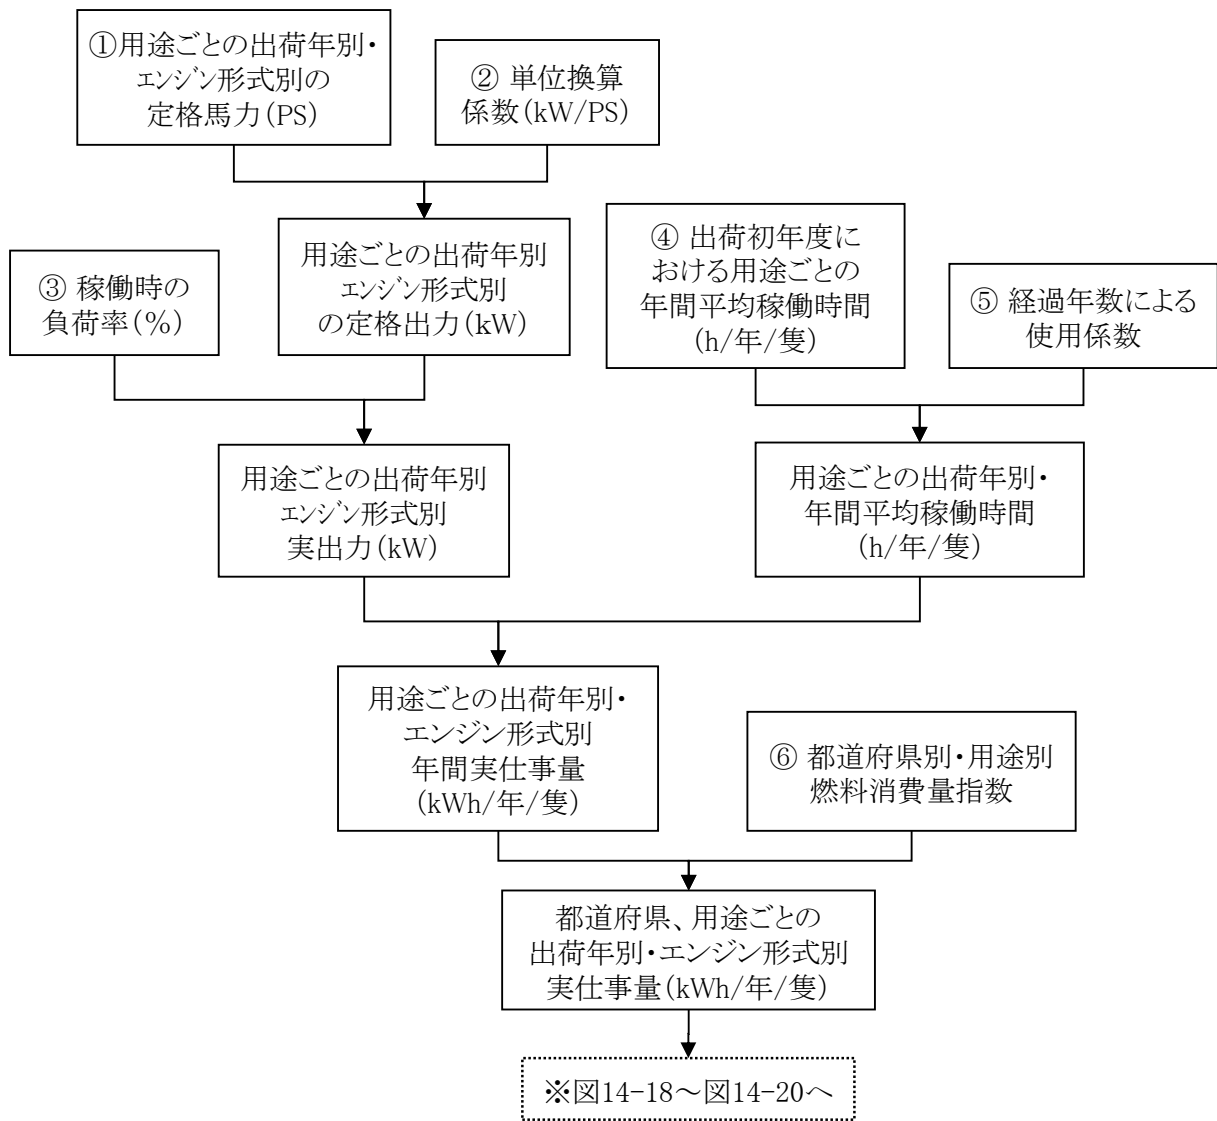 ①用途ごとの出荷年別・
ｴﾝｼﾞﾝ形式別の
定格馬力(PS)
② 単位換算
係数(kW/PS)
用途ごとの出荷年別
ｴﾝｼﾞﾝ形式別
の定格出力(kW)
③ 稼働時の
負荷率(%)
④ 出荷初年度に
おける用途ごとの
年間平均稼働時間
(h/年/隻)
⑤ 経過年数による
使用係数
用途ごとの出荷年別
ｴﾝｼﾞﾝ形式別
実出力(kW)
用途ごとの出荷年別・
年間平均稼働時間
(h/年/隻)
用途ごとの出荷年別・
エンジン形式別
年間実仕事量
(kWh/年/隻)
⑥ 都道府県別・用途別
燃料消費量指数
都道府県、用途ごとの
出荷年別・エンジン形式別
実仕事量(kWh/年/隻)
※図14-18～図14-20へ